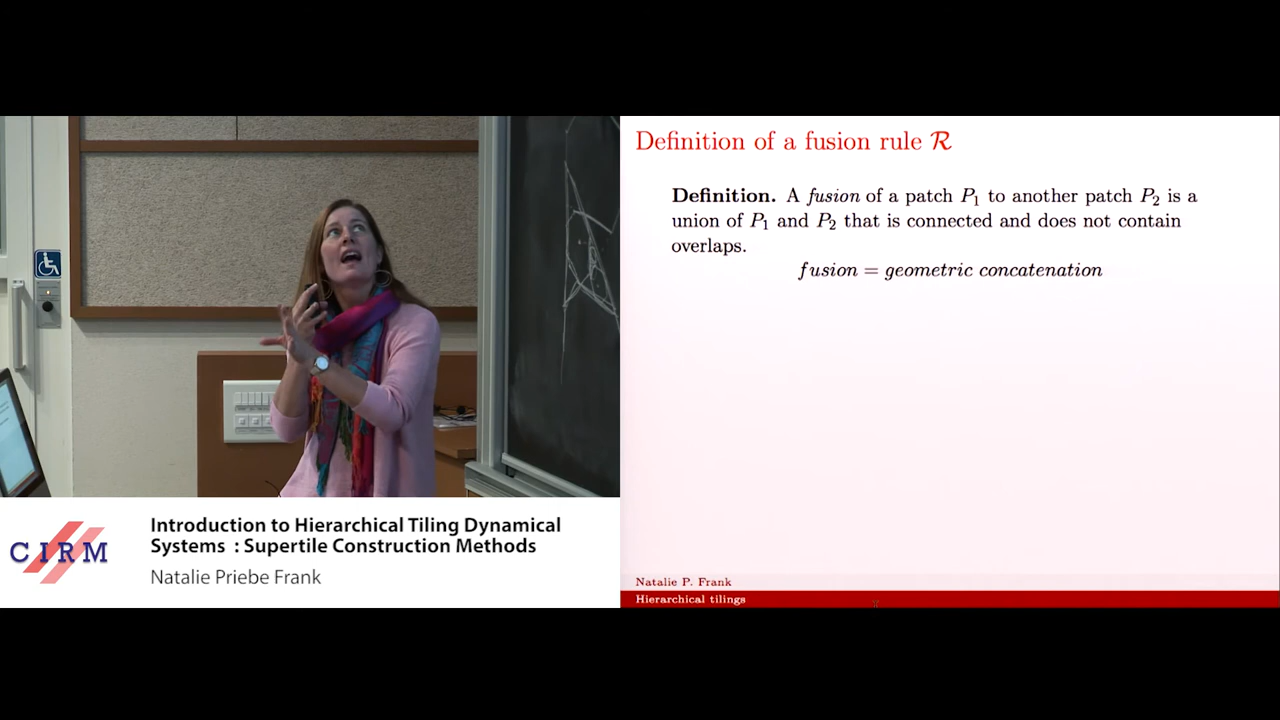 Definition of a fusion rule ℛ
Definition. A fusion of a patch P₁ to another patch P₂ is a
union of P₁ and P₂ that is connected and does not contain
overlaps.
fusion = geometric concatenation
Introduction to Hierarchical Tiling Dynamical
Systems : Supertile Construction Methods
CIRM
Natalie Priebe Frank
Natalie P. Frank
Hierarchical tilings